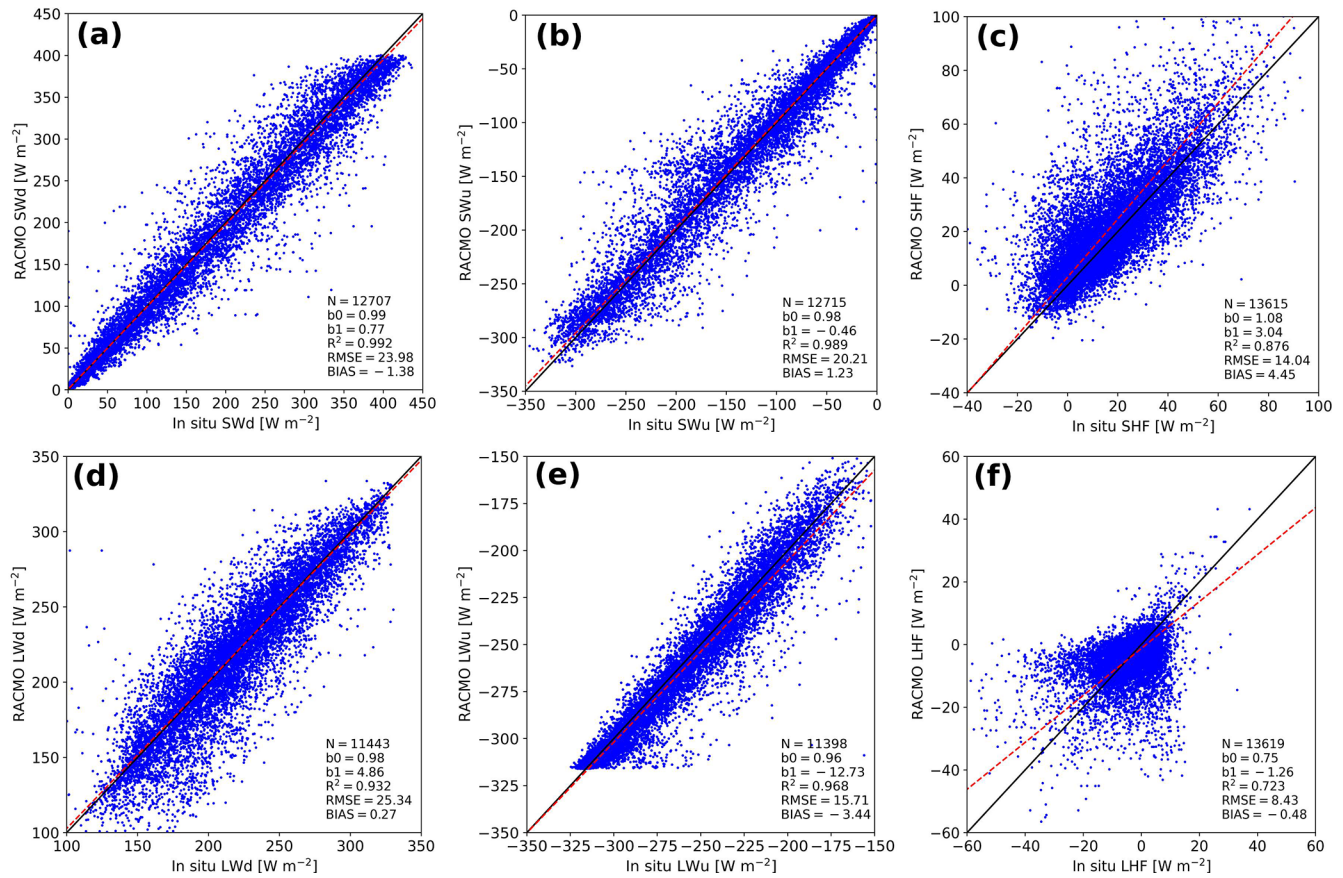 (a)
RACMO SWd [W m⁻²]
450
400
350
300
250
200
150
100
50
0
N = 12707
b0 = 0.99
b1 = 0.77
R² = 0.992
RMSE = 23.98
BIAS = −1.38
0 50 100 150 200 250 300 350 400 450
In situ SWd [W m⁻²]
(b)
RACMO SWu [W m⁻²]
0
−50
−100
−150
−200
−250
−300
−350
N = 12715
b0 = 0.98
b1 = −0.46
R² = 0.989
RMSE = 20.21
BIAS = 1.23
−350 −300 −250 −200 −150 −100 −50 0
In situ SWu [W m⁻²]
(c)
RACMO SHF [W m⁻²]
100
80
60
40
20
0
−20
−40
N = 13615
b0 = 1.08
b1 = 3.04
R² = 0.876
RMSE = 14.04
BIAS = 4.45
−40 −20 0 20 40 60 80 100
In situ SHF [W m⁻²]
(d)
RACMO LWd [W m⁻²]
350
300
250
200
150
100
N = 11443
b0 = 0.98
b1 = 4.86
R² = 0.932
RMSE = 25.34
BIAS = 0.27
100 150 200 250 300 350
In situ LWd [W m⁻²]
(e)
RACMO LWu [W m⁻²]
−150
−200
−250
−300
−350
N = 11398
b0 = 0.96
b1 = −12.73
R² = 0.968
RMSE = 15.71
BIAS = −3.44
−350 −325 −300 −275 −250 −225 −200 −175 −150
In situ LWu [W m⁻²]
(f)
RACMO LHF [W m⁻²]
60
40
20
0
−20
−40
−60
N = 13619
b0 = 0.75
b1 = −1.26
R² = 0.723
RMSE = 8.43
BIAS = −0.48
−60 −40 −20 0 20 40 60
In situ LHF [W m⁻²]